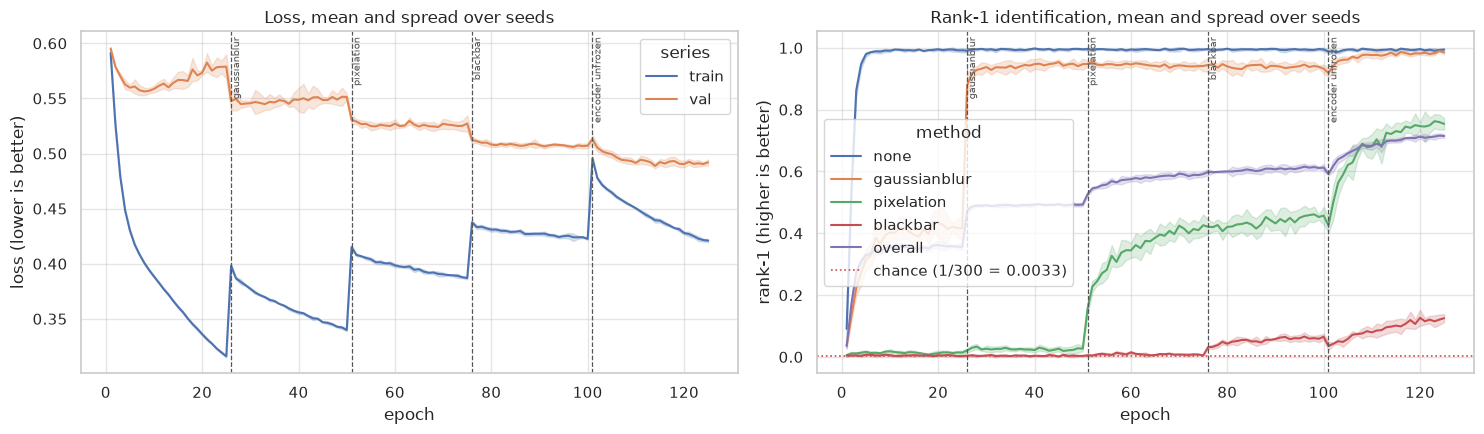 Loss, mean and spread over seeds
loss (lower is better)
0.60
0.55
0.50
0.45
0.40
0.35
0
20
40
60
80
100
120
epoch
gaussianblur
pixelation
blackbar
encoder unfrozen
series
train
val
Rank-1 identification, mean and spread over seeds
rank-1 (higher is better)
1.0
0.8
0.6
0.4
0.2
0.0
0
20
40
60
80
100
120
epoch
gaussianblur
pixelation
blackbar
encoder unfrozen
method
none
gaussianblur
pixelation
blackbar
overall
chance (1/300 = 0.0033)